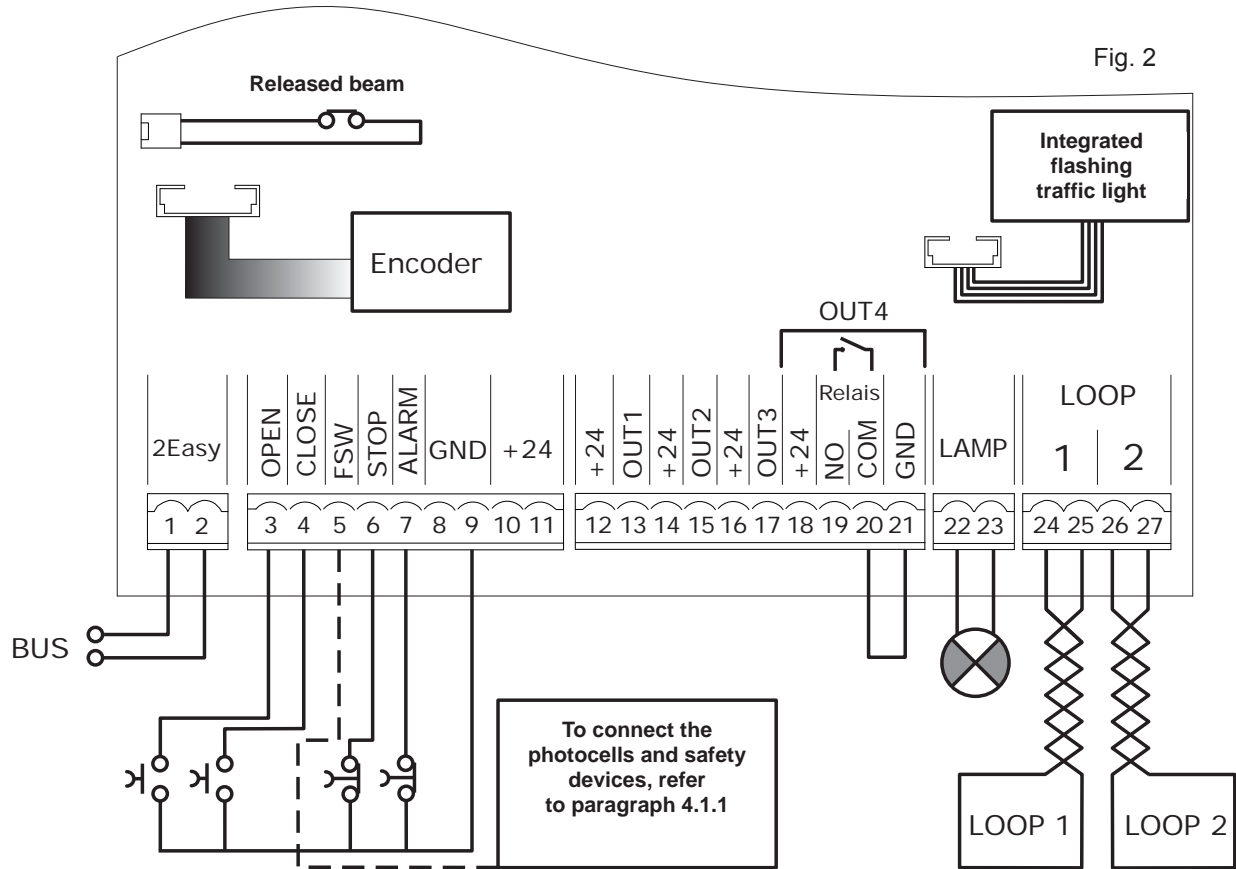 Fig. 2
Released beam
Integrated
flashing
traffic light
Encoder
OUT4
2Easy
OPEN
CLOSE
FSW
STOP
ALARM
GND
+24
+24
OUT1
+24
OUT2
+24
OUT3
+24
Relais
NO
COM
GND
LAMP
LOOP
1 2
1 2 3 4 5 6 7 8 9 10 11 12 13 14 15 16 17 18 19 20 21 22 23 24 25 26 27
BUS
To connect the
photocells and safety
devices, refer
to paragraph 4.1.1
LOOP 1 LOOP 2